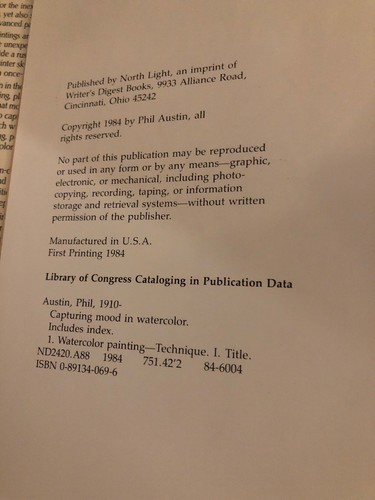 Published by North Light, an imprint of
Writer's Digest Books, 9933 Alliance Road,
Cincinnati, Ohio 45242
Copyright 1984 by Phil Austin, all
rights reserved.
No part of this publication may be reproduced
or used in any form or by any means—graphic,
electronic, or mechanical, including photo-
copying, recording, taping, or information
storage and retrieval systems—without written
permission of the publisher.
Manufactured in U.S.A.
First Printing 1984
Library of Congress Cataloging in Publication Data
Austin, Phil, 1910-
Capturing mood in watercolor.
Includes index.
1. Watercolor painting—Technique. I. Title.
ND2420.A88 1984 751.42'2 84-6004
ISBN 0-89134-069-6